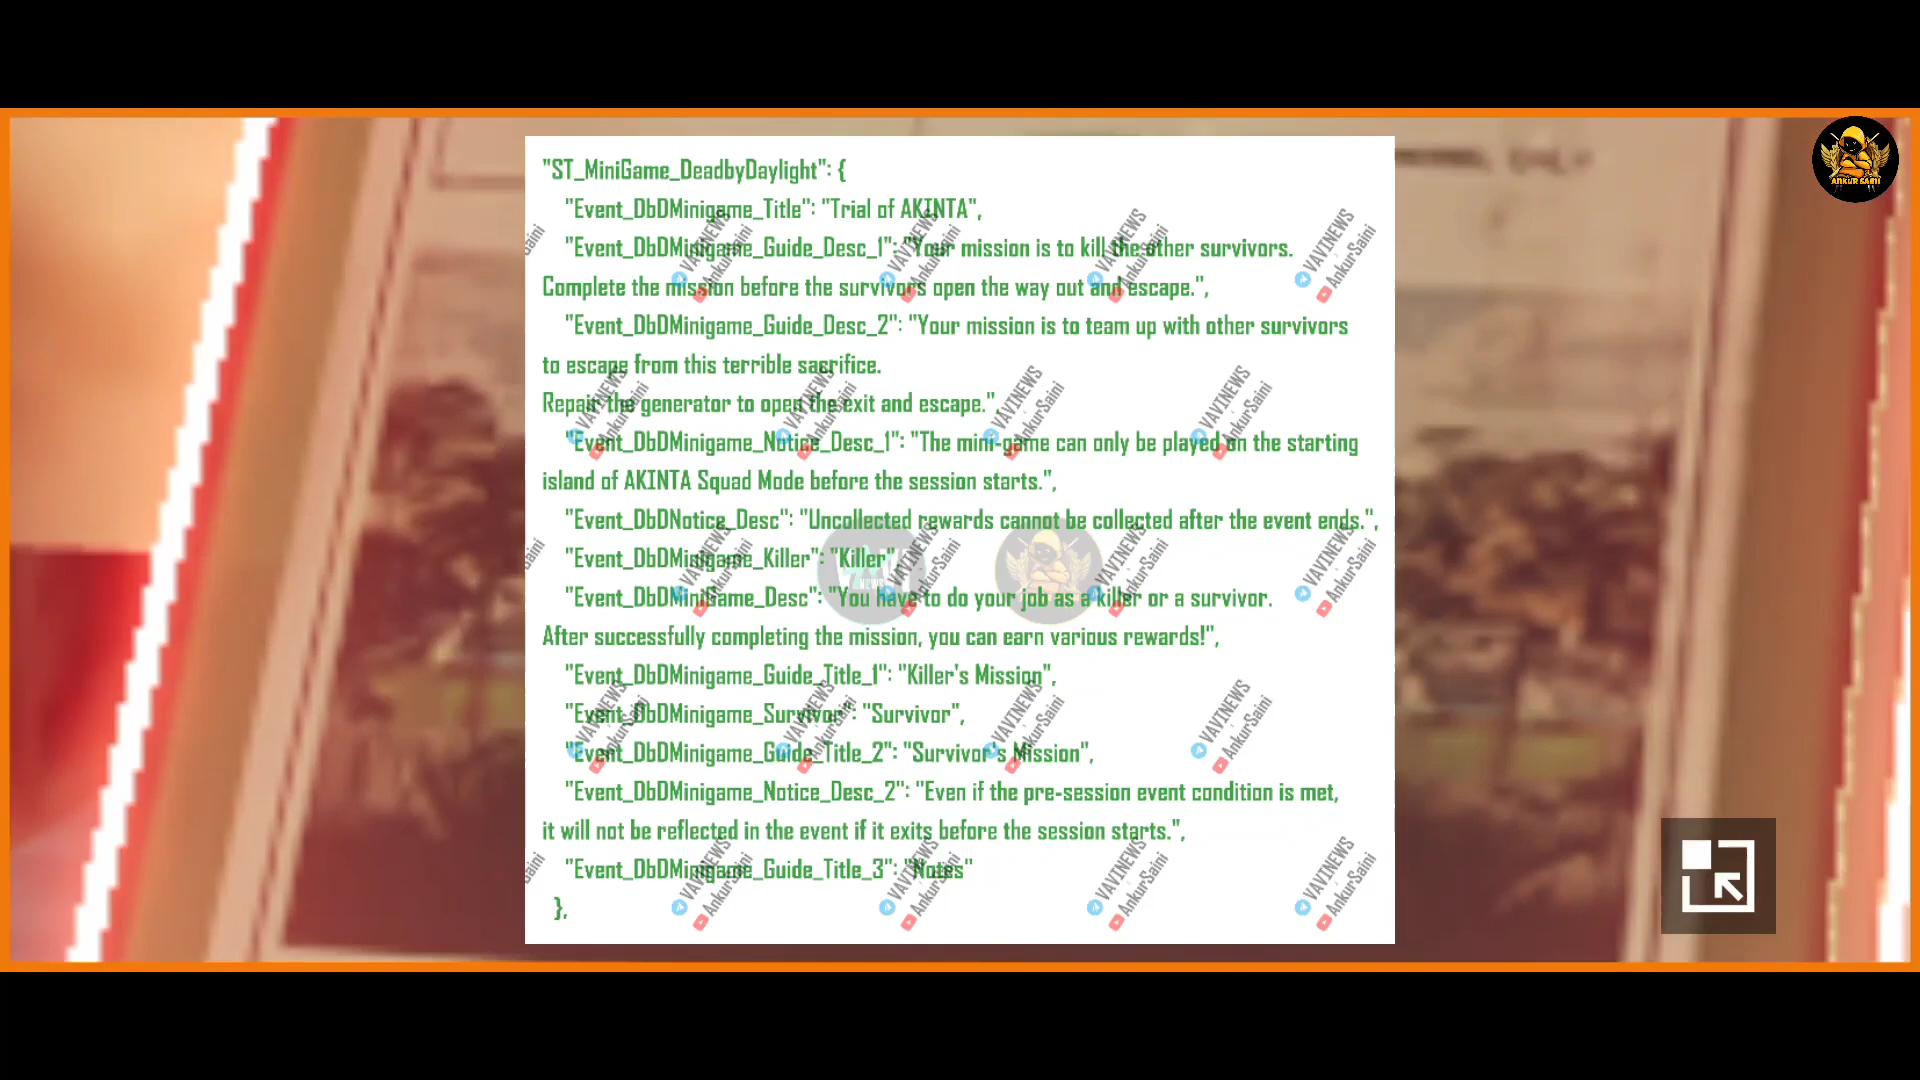 "ST_MiniGame_DeadbyDaylight": {
"Event_DbDMinigame_Title": "Trial of AKINTA",
"Event_DbDMinigame_Guide_Desc_1": "Your mission is to kill the other survivors.
Complete the mission before the survivors open the way out and escape.",
"Event_DbDMinigame_Guide_Desc_2": "Your mission is to team up with other survivors
to escape from this terrible sacrifice.
Repair the generator to open the exit and escape.",
"Event_DbDMinigame_Notice_Desc_1": "The mini-game can only be played on the starting
island of AKINTA Squad Mode before the session starts.",
"Event_DbDNotice_Desc": "Uncollected rewards cannot be collected after the event ends.",
"Event_DbDMinigame_Killer": "Killer",
"Event_DbDMiniGame_Desc": "You have to do your job as a killer or a survivor.
After successfully completing the mission, you can earn various rewards!",
"Event_DbDMinigame_Guide_Title_1": "Killer's Mission",
"Event_DbDMinigame_Survivor": "Survivor",
"Event_DbDMinigame_Guide_Title_2": "Survivor's Mission",
"Event_DbDMinigame_Notice_Desc_2": "Even if the pre-session event condition is met,
it will not be reflected in the event if it exits before the session starts.",
"Event_DbDMinigame_Guide_Title_3": "Notes"
},
VAVINEWS
AnkurSaini
ANKUR SAINI